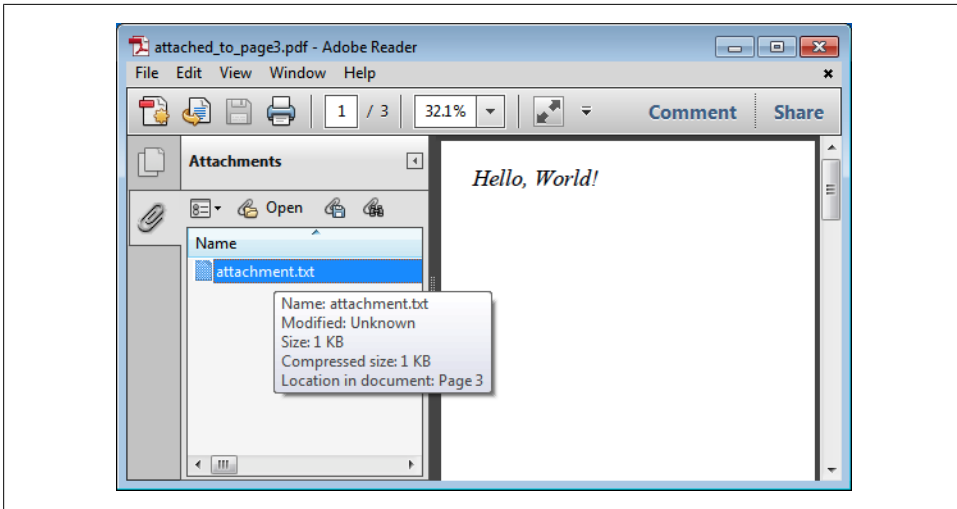 attached_to_page3.pdf - Adobe Reader
File Edit View Window Help
1 / 3 32.1% Comment Share
Attachments
Open
Name
attachment.txt
Name: attachment.txt
Modified: Unknown
Size: 1 KB
Compressed size: 1 KB
Location in document: Page 3
Hello, World!